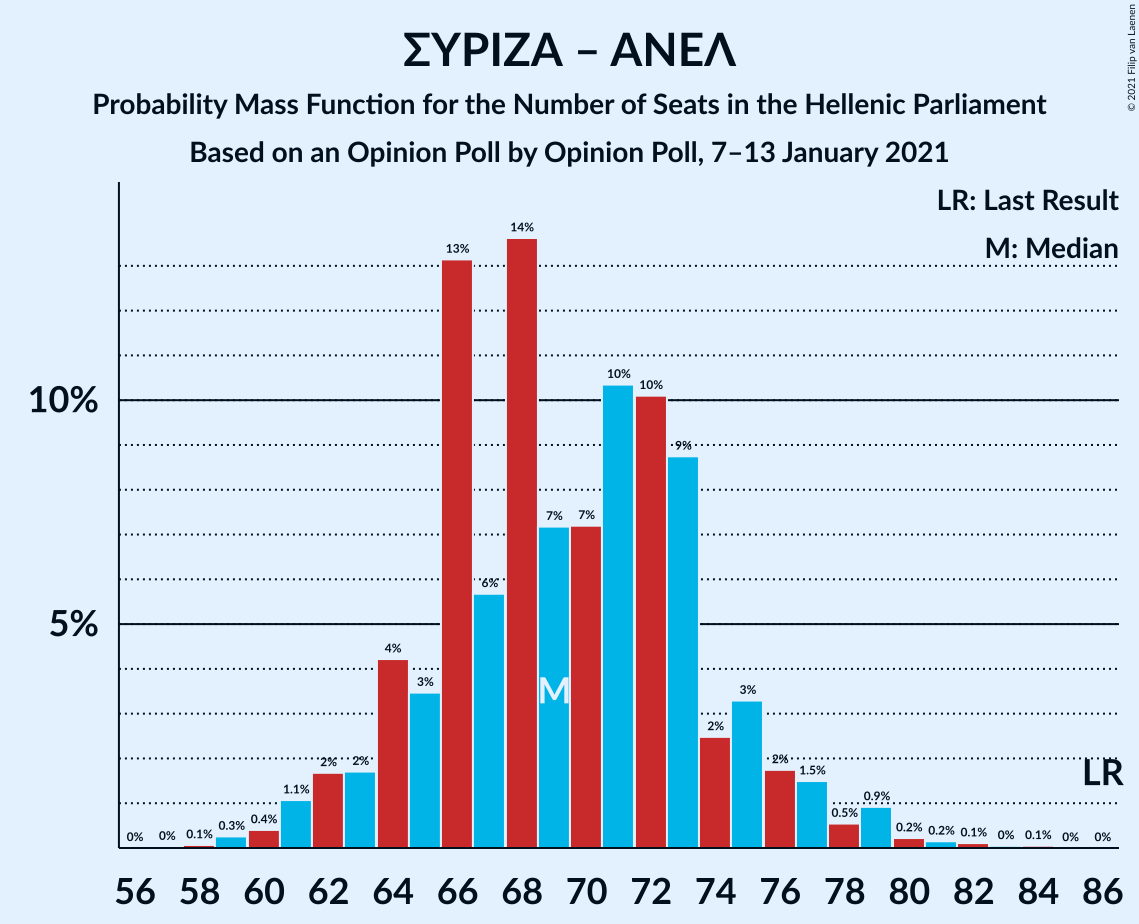 ΣΥΡΙΖΑ – ΑΝΕΛ
Probability Mass Function for the Number of Seats in the Hellenic Parliament
Based on an Opinion Poll by Opinion Poll, 7–13 January 2021
© 2021 Filip van Laenen
LR: Last Result
M: Median
10%
5%
0% 0% 0.1% 0.3% 0.4% 1.1% 2% 2% 4% 3% 13% 6% 14% 7% 7% 10% 10% 9% 2% 3% 2% 1.5% 0.5% 0.9% 0.2% 0.2% 0.1% 0% 0.1% 0% 0%
M
LR
56 58 60 62 64 66 68 70 72 74 76 78 80 82 84 86